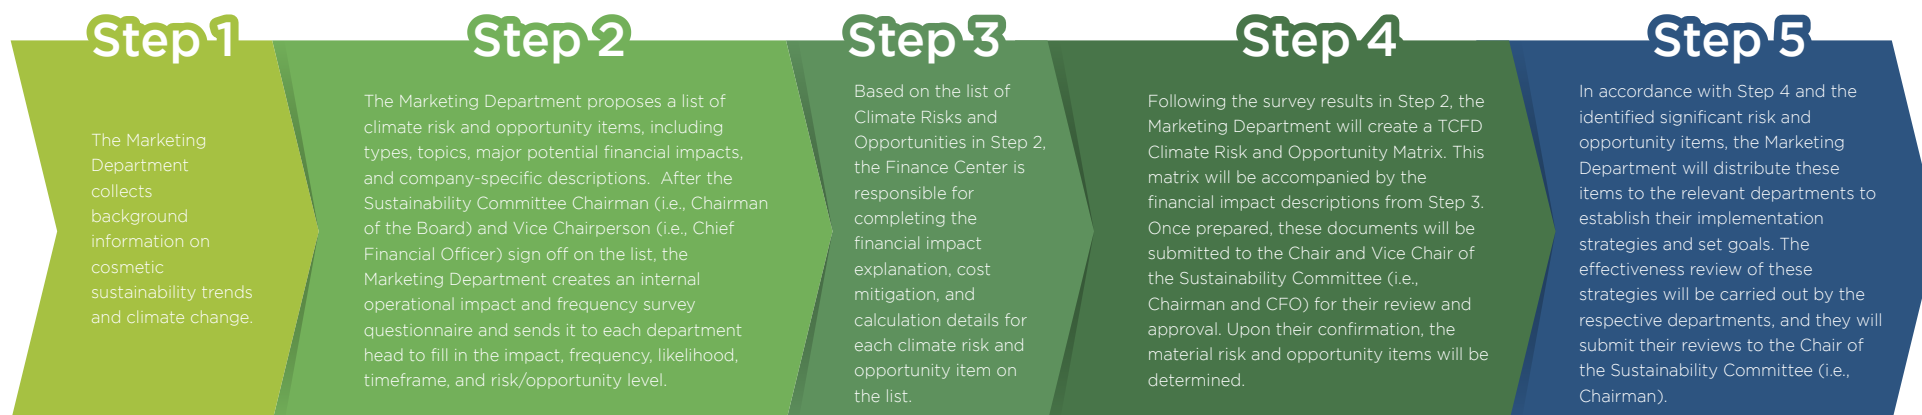 Step 1
The Marketing
Department
collects
background
information on
cosmetic
sustainability trends
and climate change.
Step 2
The Marketing Department proposes a list of
climate risk and opportunity items, including
types, topics, major potential financial impacts,
and company-specific descriptions. After the
Sustainability Committee Chairman (i.e., Chairman
of the Board) and Vice Chairperson (i.e., Chief
Financial Officer) sign off on the list, the
Marketing Department creates an internal
operational impact and frequency survey
questionnaire and sends it to each department
head to fill in the impact, frequency, likelihood,
timeframe, and risk/opportunity level.
Step 3
Based on the list of
Climate Risks and
Opportunities in Step 2,
the Finance Center is
responsible for
completing the
financial impact
explanation, cost
mitigation, and
calculation details for
each climate risk and
opportunity item on
the list.
Step 4
Following the survey results in Step 2, the
Marketing Department will create a TCFD
Climate Risk and Opportunity Matrix. This
matrix will be accompanied by the
financial impact descriptions from Step 3.
Once prepared, these documents will be
submitted to the Chair and Vice Chair of
the Sustainability Committee (i.e.,
Chairman and CFO) for their review and
approval. Upon their confirmation, the
material risk and opportunity items will be
determined.
Step 5
In accordance with Step 4 and the
identified significant risk and
opportunity items, the Marketing
Department will distribute these
items to the relevant departments to
establish their implementation
strategies and set goals. The
effectiveness review of these
strategies will be carried out by the
respective departments, and they will
submit their reviews to the Chair of
the Sustainability Committee (i.e.,
Chairman).